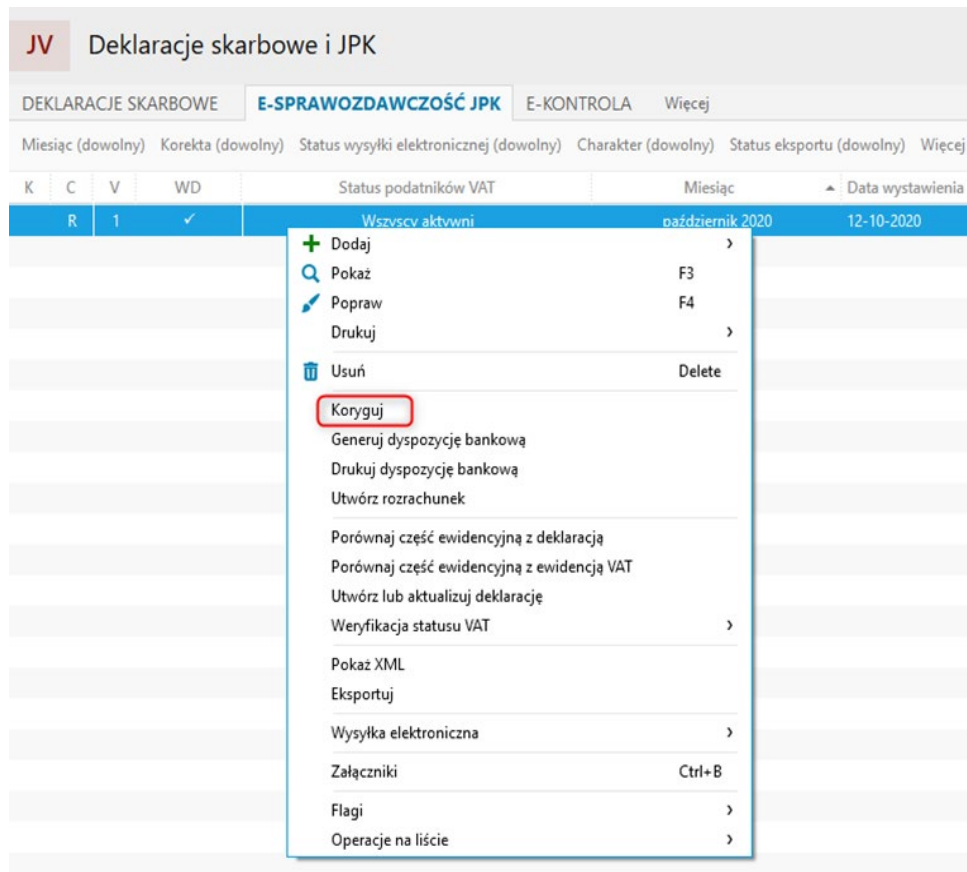 JV Deklaracje skarbowe i JPK
DEKLARACJE SKARBOWE E-SPRAWOZDAWCZOŚĆ JPK E-KONTROLA Więcej
Miesiąc (dowolny) Korekta (dowolny) Status wysyłki elektronicznej (dowolny) Charakter (dowolny) Status eksportu (dowolny) Więcej
K C V WD Status podatników VAT Miesiąc Data wystawienia
R 1 ✓ Wszyscy aktywni październik 2020 12-10-2020
Dodaj
Pokaż F3
Popraw F4
Drukuj
Usuń Delete
Koryguj
Generuj dyspozycję bankową
Drukuj dyspozycję bankową
Utwórz rozrachunek
Porównaj część ewidencyjną z deklaracją
Porównaj część ewidencyjną z ewidencją VAT
Utwórz lub aktualizuj deklarację
Weryfikacja statusu VAT
Pokaż XML
Eksportuj
Wysyłka elektroniczna
Załączniki Ctrl+B
Flagi
Operacje na liście